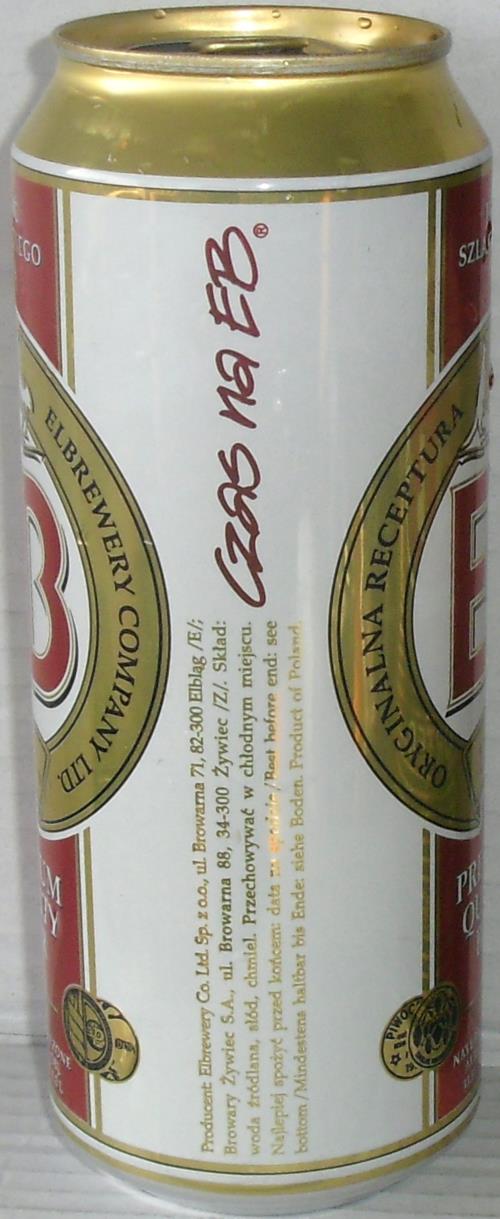 Czas na EB®
Producent: Elbrewery Co. Ltd. Sp. z o.o., ul. Browarna 71, 82-300 Elbląg /E/;
Browary Żywiec S.A., ul. Browarna 88, 34-300 Żywiec /Z/. Skład:
woda źródlana, słód, chmiel. Przechowywać w chłodnym miejscu.
Najlepiej spożyć przed końcem: data na spodzie/Best before end: see
bottom/Mindestens haltbar bis Ende: siehe Boden. Product of Poland.
ELBREWERY COMPANY LTD.
ORYGINALNA RECEPTURA
PIWO